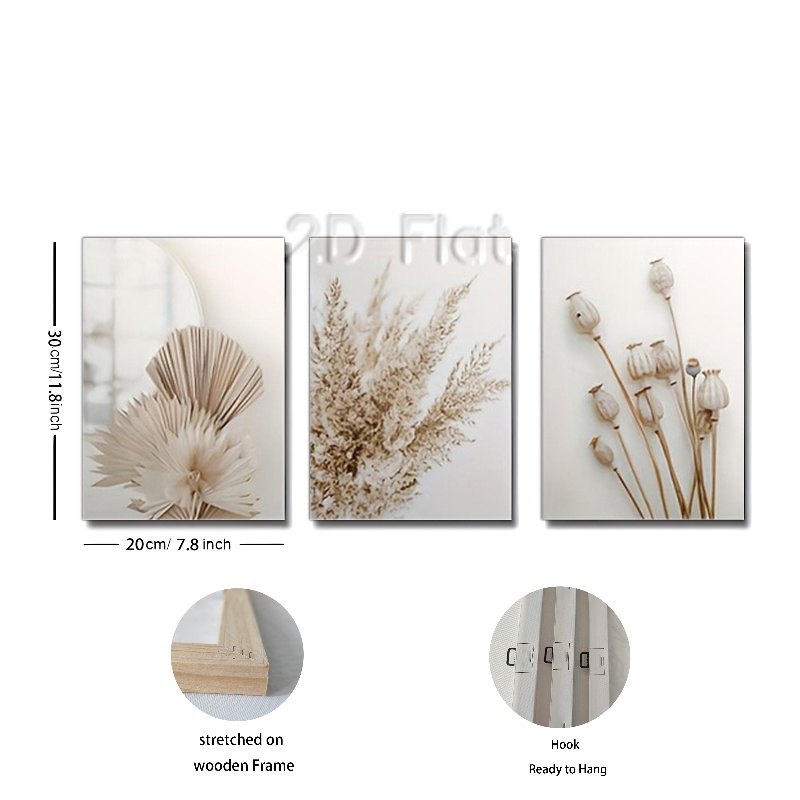 2D Flat
30cm/11.8inch
20cm/ 7.8 inch
stretched on
wooden Frame
Hook
Ready to Hang